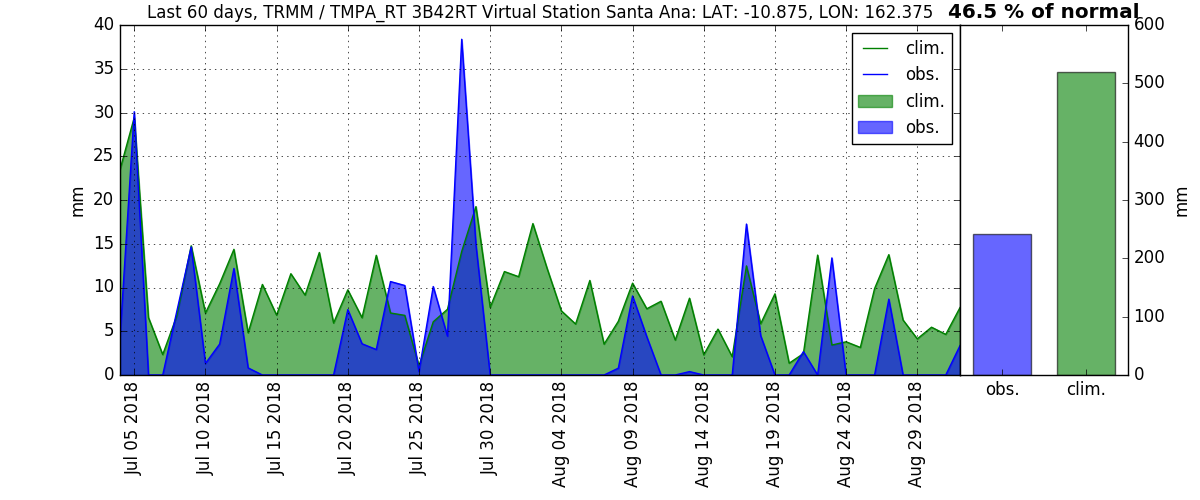 Last 60 days, TRMM / TMPA_RT 3B42RT Virtual Station Santa Ana: LAT: -10.875, LON: 162.375
46.5 % of normal
40
35
30
25
20
15
10
5
0
mm
clim.
obs.
clim.
obs.
600
500
400
300
200
100
0
mm
obs.
clim.
Jul 05 2018
Jul 10 2018
Jul 15 2018
Jul 20 2018
Jul 25 2018
Jul 30 2018
Aug 04 2018
Aug 09 2018
Aug 14 2018
Aug 19 2018
Aug 24 2018
Aug 29 2018